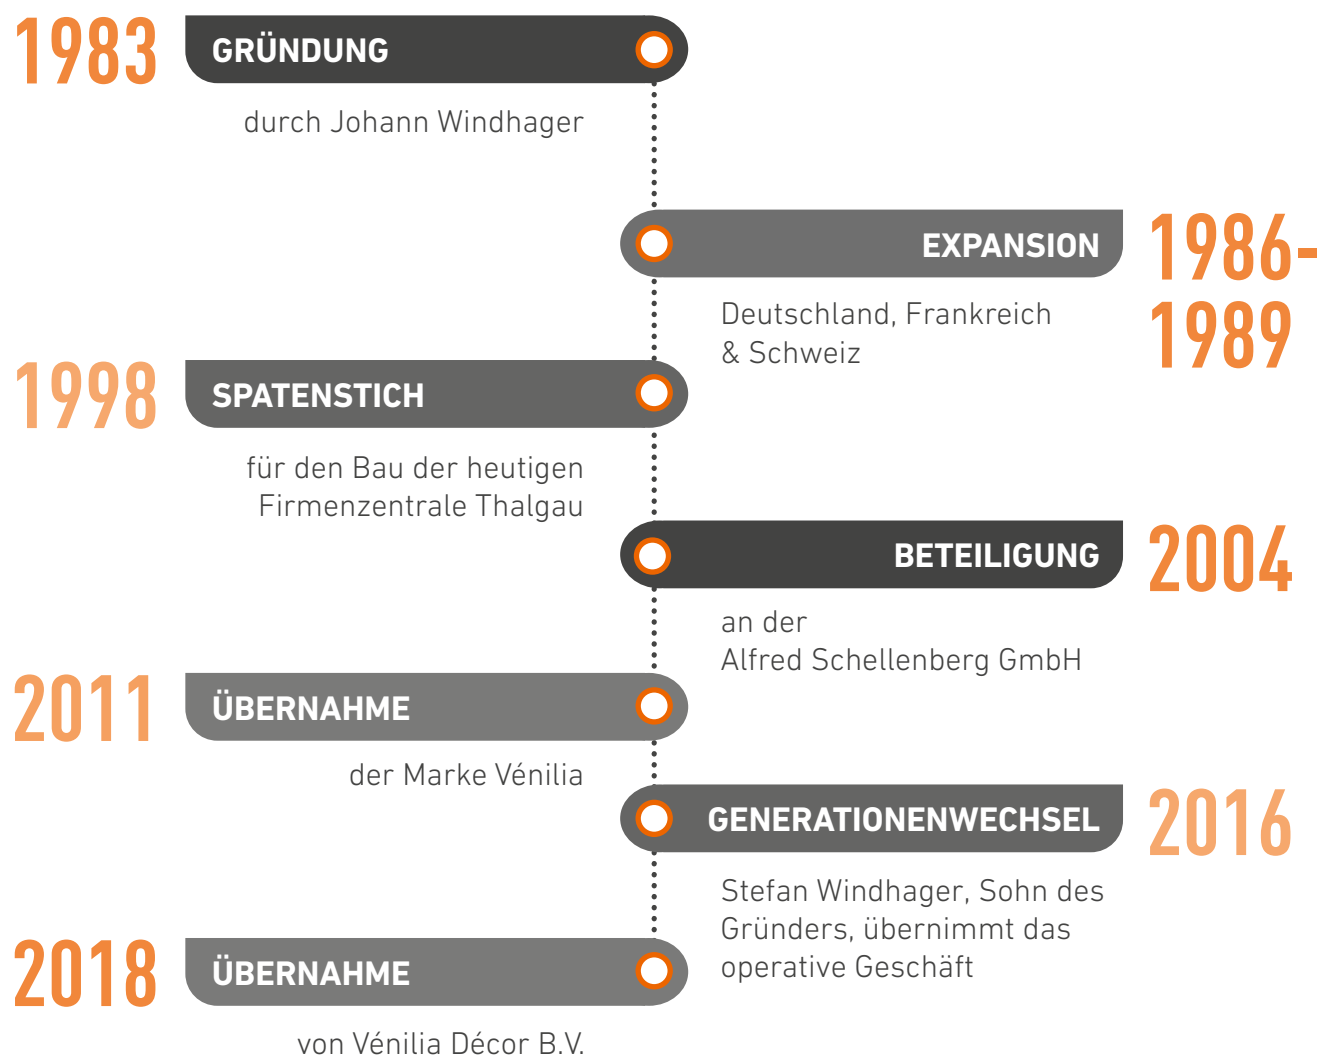 1983
GRÜNDUNG
durch Johann Windhager
EXPANSION
1986-
1989
Deutschland, Frankreich
& Schweiz
1998
SPATENSTICH
für den Bau der heutigen
Firmenzentrale Thalgau
BETEILIGUNG
2004
an der
Alfred Schellenberg GmbH
2011
ÜBERNAHME
der Marke Vénilia
GENERATIONENWECHSEL
2016
Stefan Windhager, Sohn des
Gründers, übernimmt das
operative Geschäft
2018
ÜBERNAHME
von Vénilia Décor B.V.